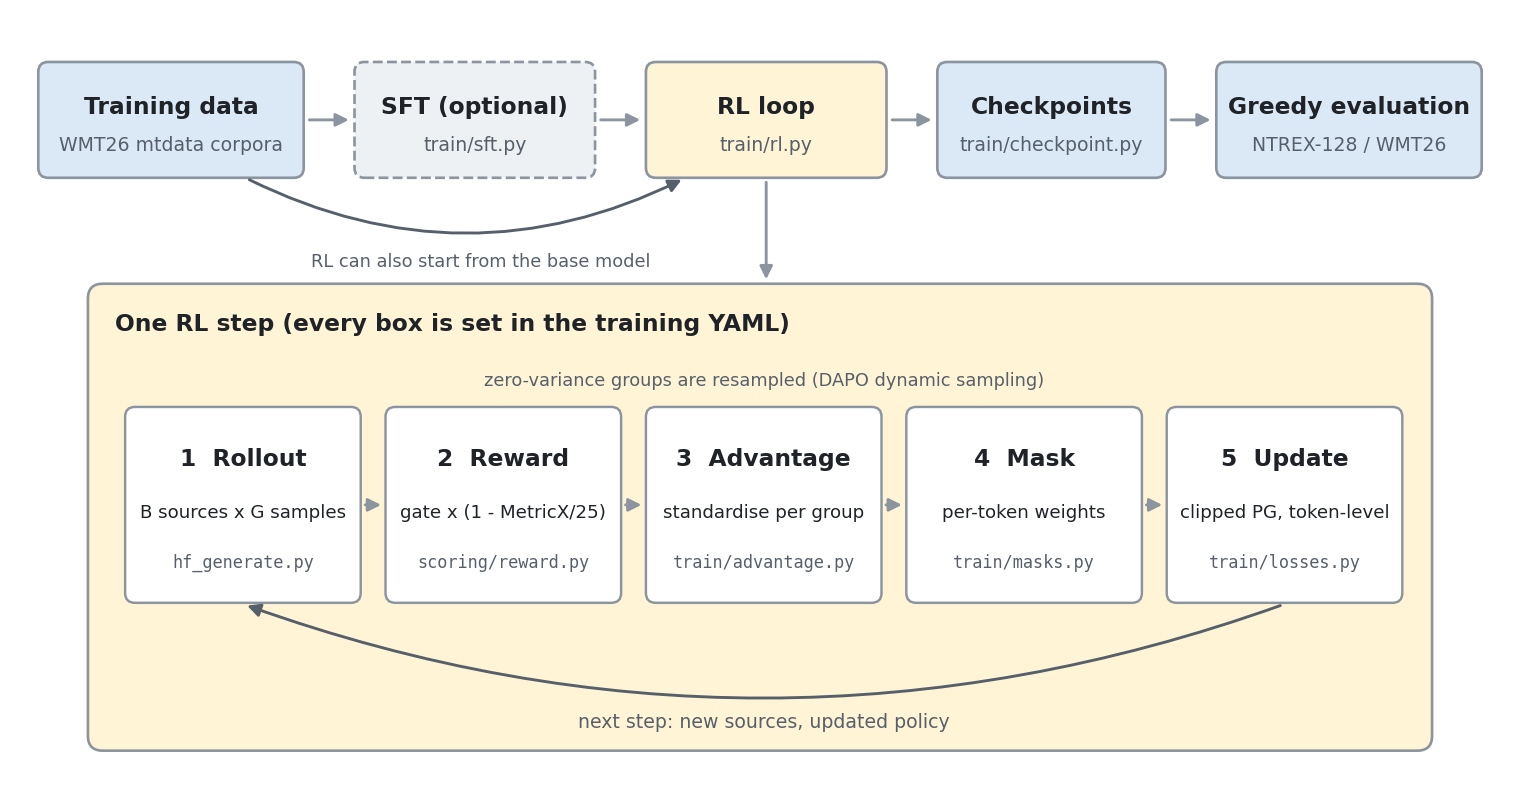 Training data
WMT26 mtdata corpora
SFT (optional)
train/sft.py
RL loop
train/rl.py
Checkpoints
train/checkpoint.py
Greedy evaluation
NTREX-128 / WMT26
RL can also start from the base model
One RL step (every box is set in the training YAML)
zero-variance groups are resampled (DAPO dynamic sampling)
1 Rollout
B sources x G samples
hf_generate.py
2 Reward
gate x (1 - MetricX/25)
scoring/reward.py
3 Advantage
standardise per group
train/advantage.py
4 Mask
per-token weights
train/masks.py
5 Update
clipped PG, token-level
train/losses.py
next step: new sources, updated policy